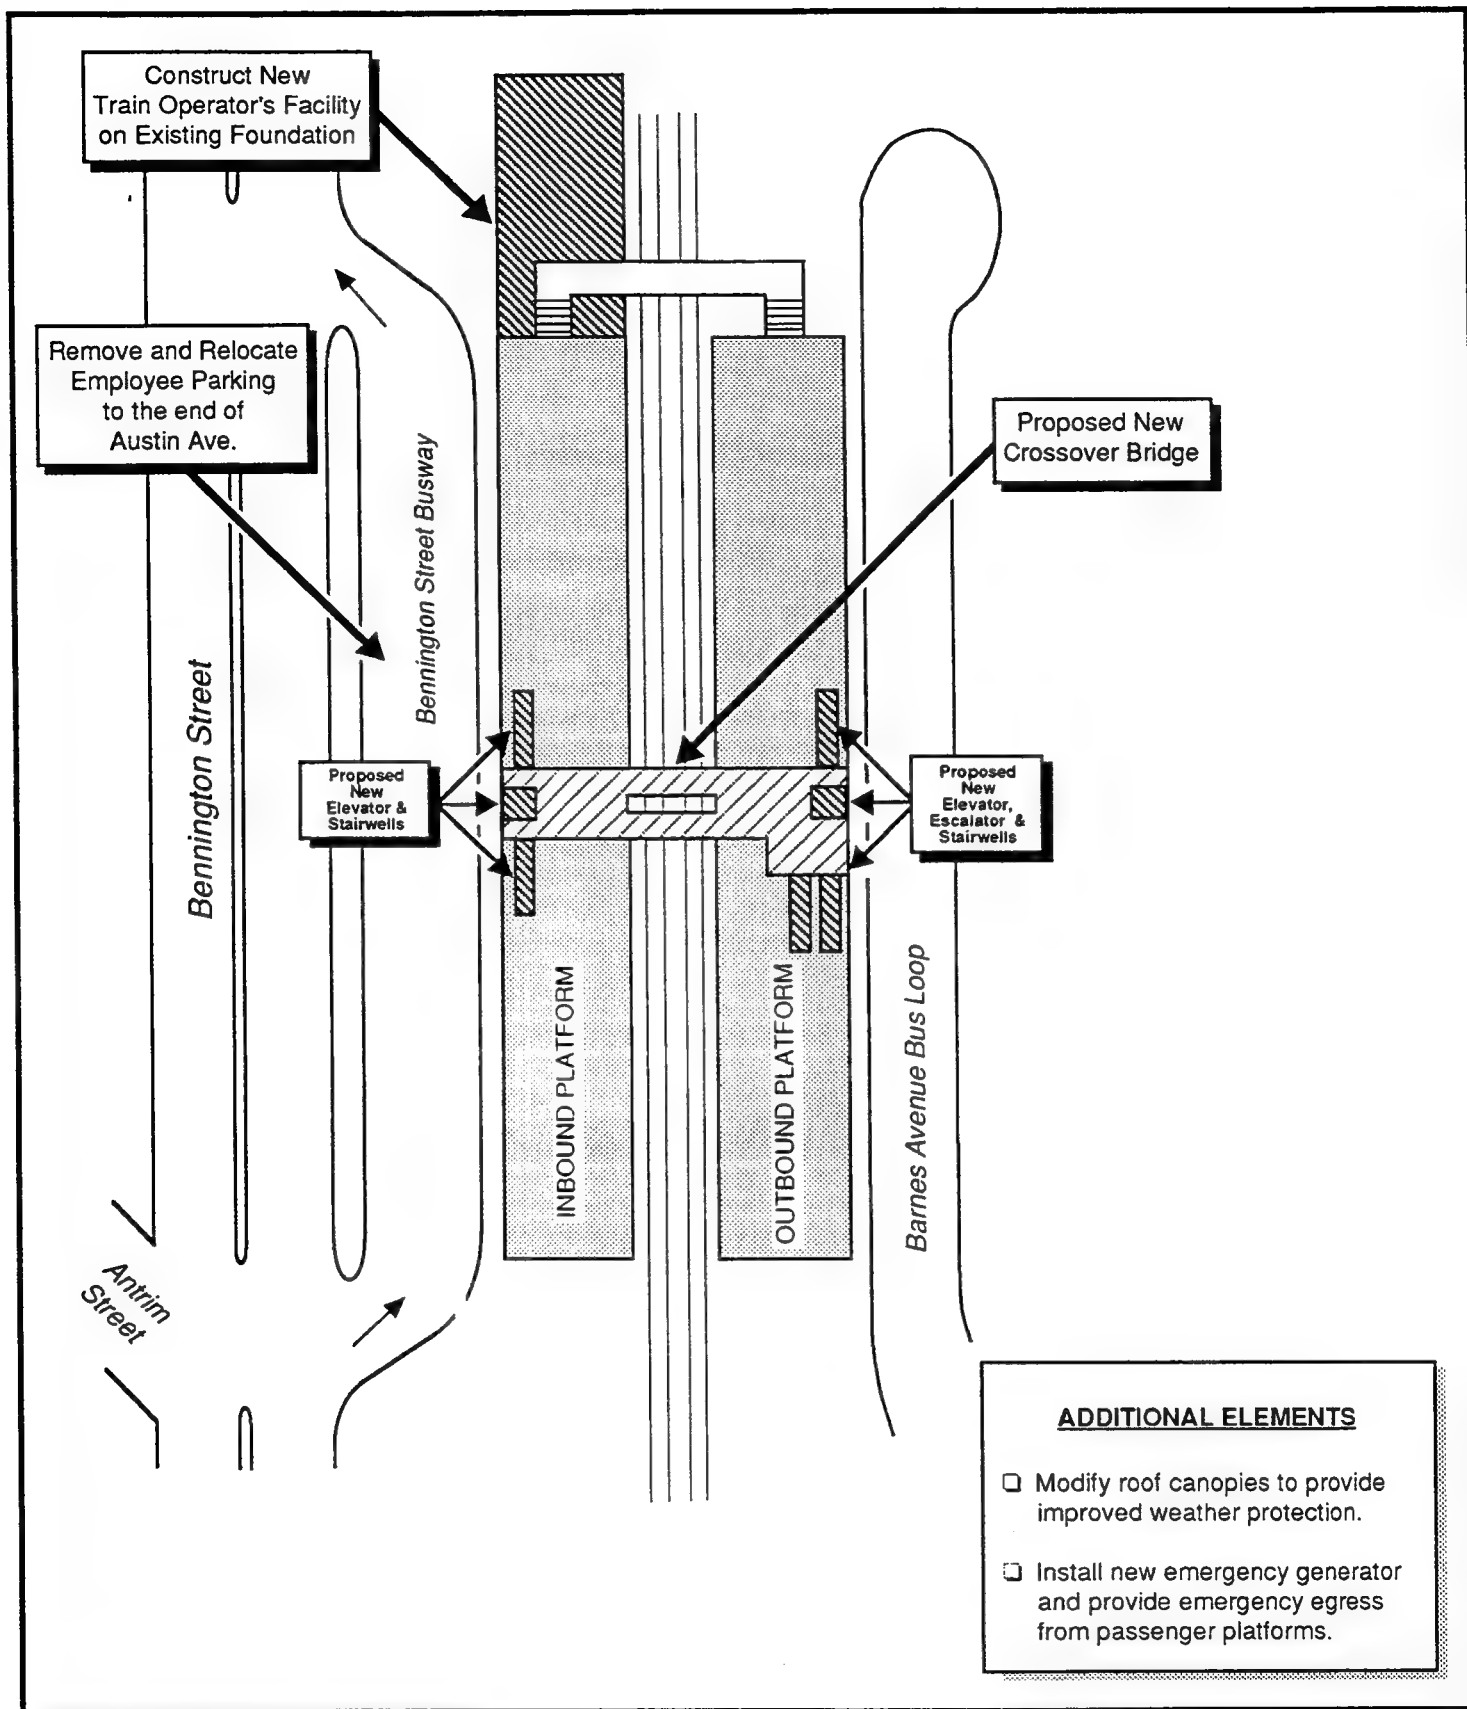 Construct New
Train Operator's Facility
on Existing Foundation
Remove and Relocate
Employee Parking
to the end of
Austin Ave.
Proposed New
Crossover Bridge
Bennington Street Busway
Bennington Street
Proposed
New
Elevator &
Stairwells
Proposed
New
Elevator,
Escalator &
Stairwells
INBOUND PLATFORM
OUTBOUND PLATFORM
Barnes Avenue Bus Loop
Antrim
Street
ADDITIONAL ELEMENTS
❑ Modify roof canopies to provide
improved weather protection.
❑ Install new emergency generator
and provide emergency egress
from passenger platforms.